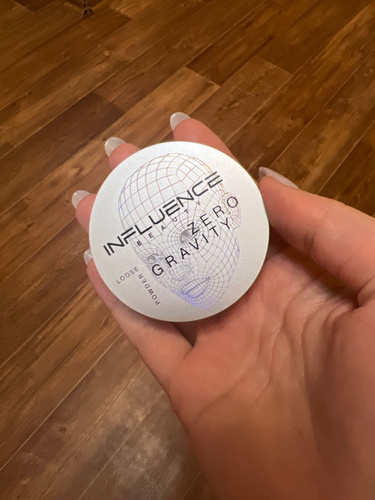 INFLUENCE
BEAUTY
ZERO
GRAVITY
LOOSE
POWDER